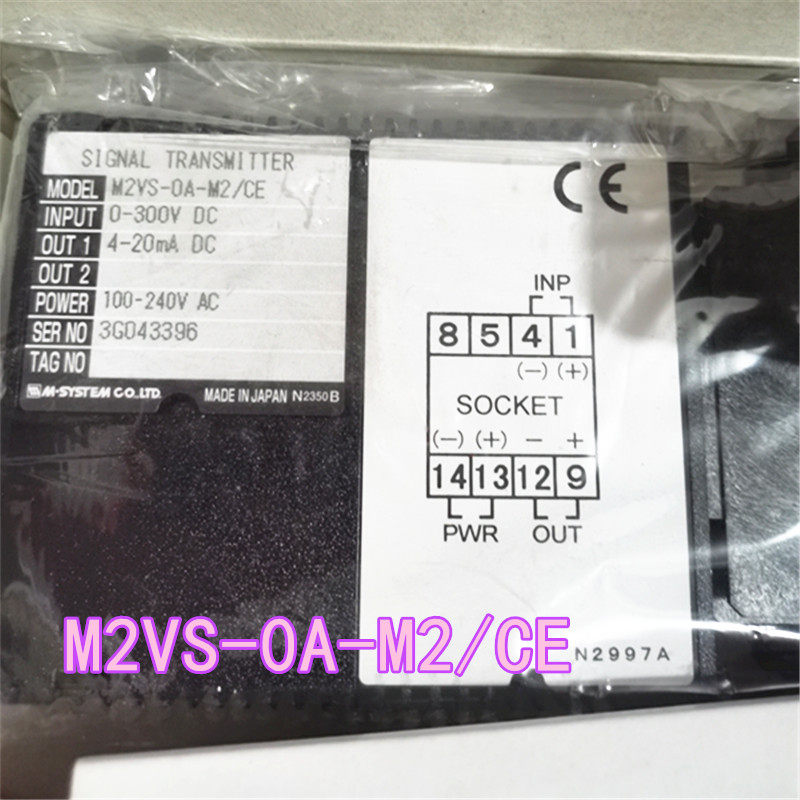 SIGNAL TRANSMITTER
MODEL M2VS-0A-M2/CE
INPUT 0-300V DC
OUT 1 4-20mA DC
OUT 2
POWER 100-240V AC
SER NO 3G043396
TAG NO
M-SYSTEM CO.,LTD. MADE IN JAPAN N2350B
CE
INP
8 5 4 1
(-) (+)
SOCKET
(-) (+) - +
14 13 12 9
PWR OUT
N2997A
M2VS-0A-M2/CE